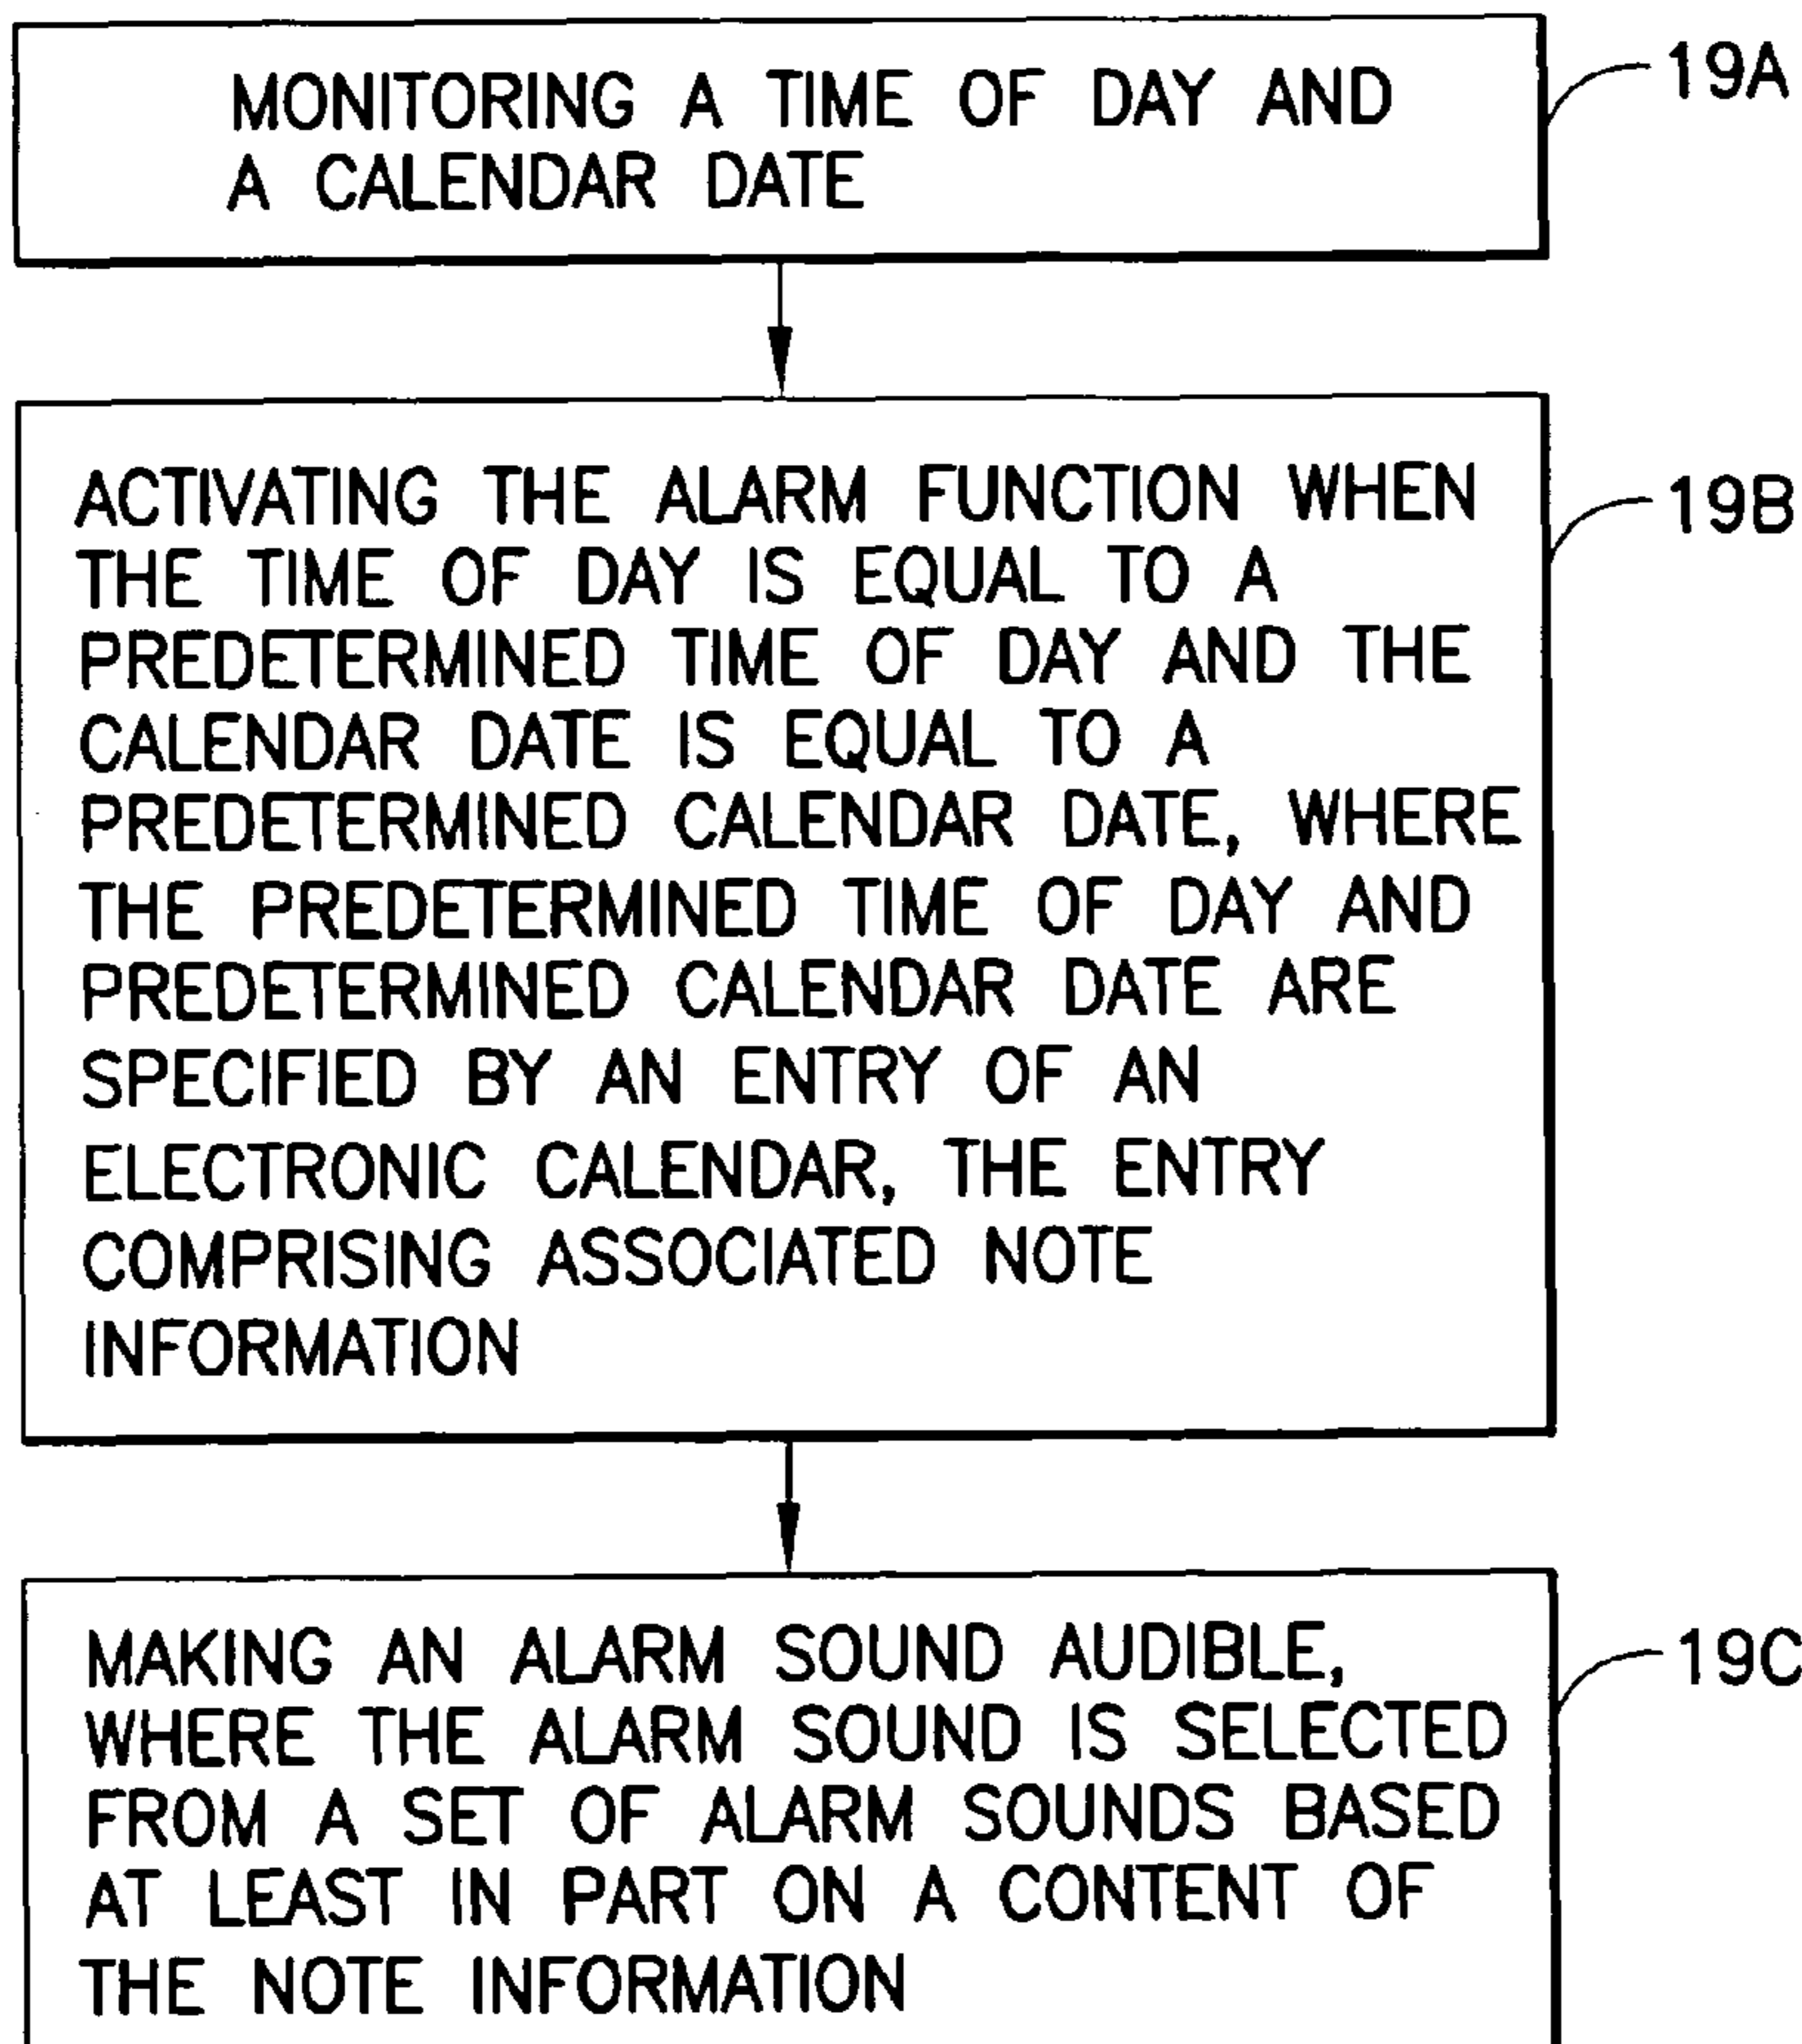 MONITORING A TIME OF DAY AND
A CALENDAR DATE
19A
ACTIVATING THE ALARM FUNCTION WHEN
THE TIME OF DAY IS EQUAL TO A
PREDETERMINED TIME OF DAY AND THE
CALENDAR DATE IS EQUAL TO A
PREDETERMINED CALENDAR DATE, WHERE
THE PREDETERMINED TIME OF DAY AND
PREDETERMINED CALENDAR DATE ARE
SPECIFIED BY AN ENTRY OF AN
ELECTRONIC CALENDAR, THE ENTRY
COMPRISING ASSOCIATED NOTE
INFORMATION
19B
MAKING AN ALARM SOUND AUDIBLE,
WHERE THE ALARM SOUND IS SELECTED
FROM A SET OF ALARM SOUNDS BASED
AT LEAST IN PART ON A CONTENT OF
THE NOTE INFORMATION
19C